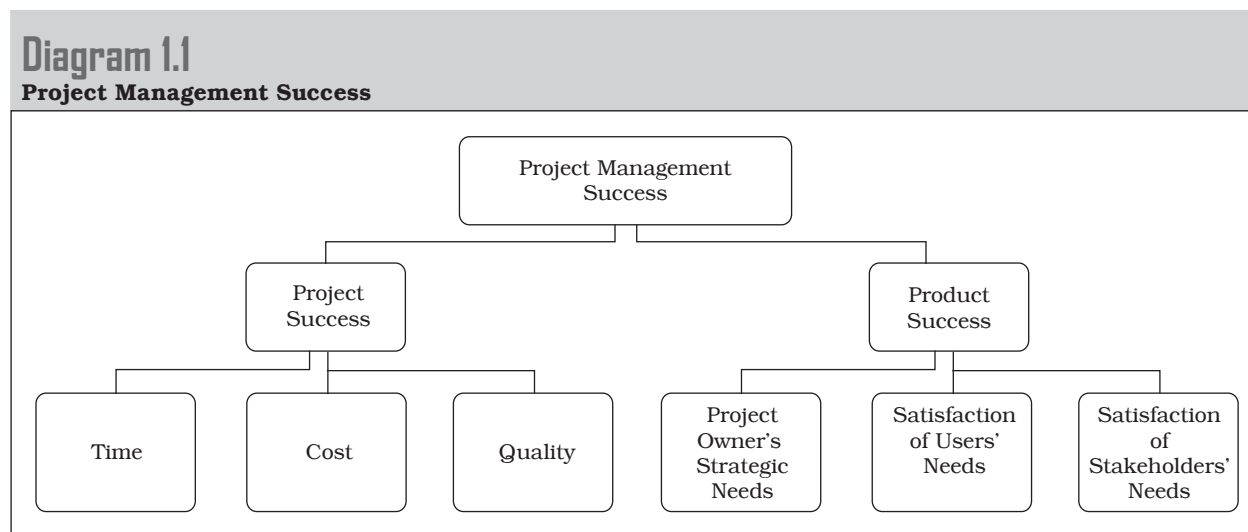 Diagram 1.1
Project Management Success
Project Management
Success
Project
Success
Product
Success
Time
Cost
Quality
Project
Owner's
Strategic
Needs
Satisfaction
of Users'
Needs
Satisfaction
of
Stakeholders'
Needs